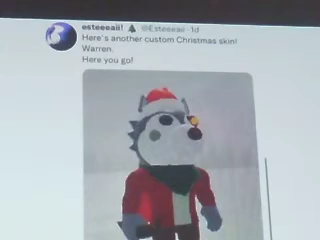 esteeeaii! 🌲 @Esteeeaii · 1d
Here's another custom Christmas skin!
Warren.
Here you go!